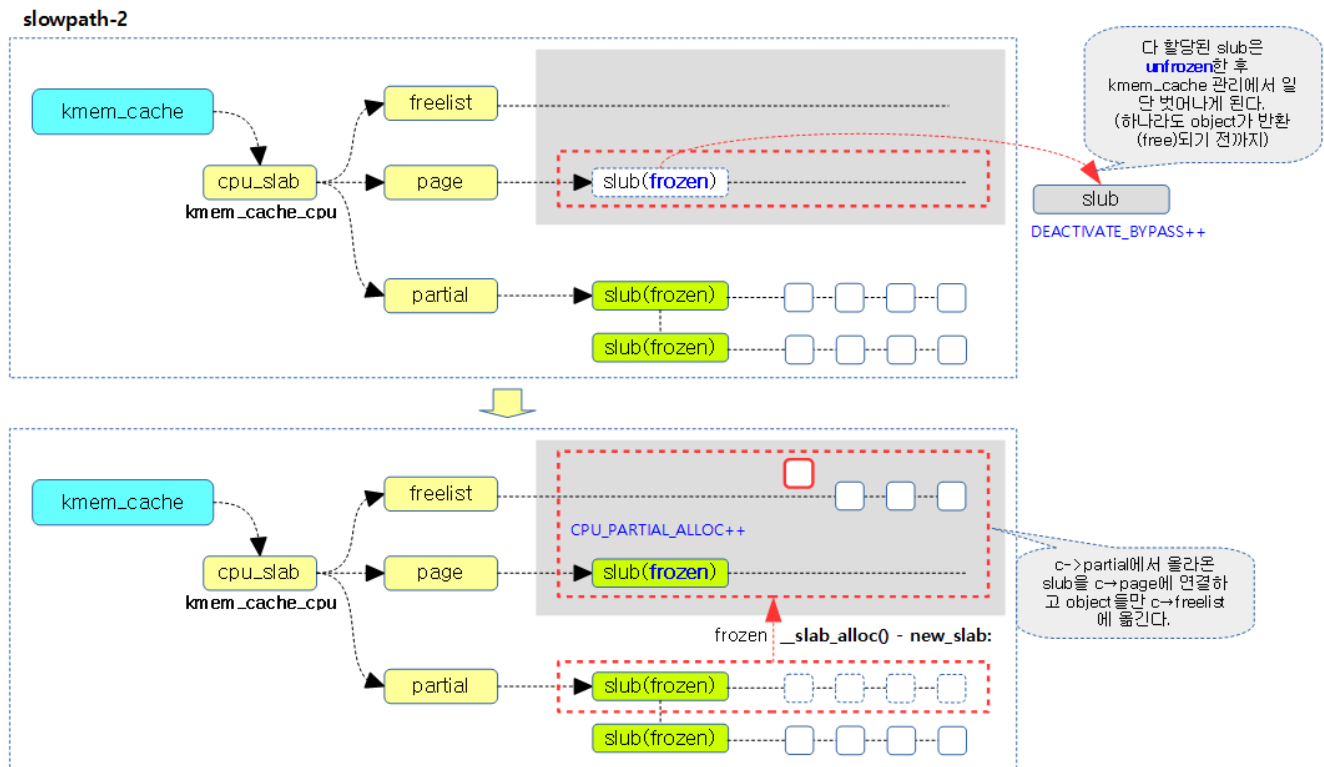 slowpath-2
다 할당된 slub은
unfrozen한 후
kmem_cache 관리에서 일
단 벗어나게 된다.
(하나라도 object가 반환
(free)되기 전까지)
kmem_cache
freelist
cpu_slab
kmem_cache_cpu
page
slub(frozen)
slub
DEACTIVATE_BYPASS++
partial
slub(frozen)
slub(frozen)
kmem_cache
freelist
CPU_PARTIAL_ALLOC++
cpu_slab
kmem_cache_cpu
page
slub(frozen)
c->partial에서 올라온
slub을 c→page에 연결하
고 object들만 c→freelist
에 옮긴다.
frozen __slab_alloc() - new_slab:
partial
slub(frozen)
slub(frozen)